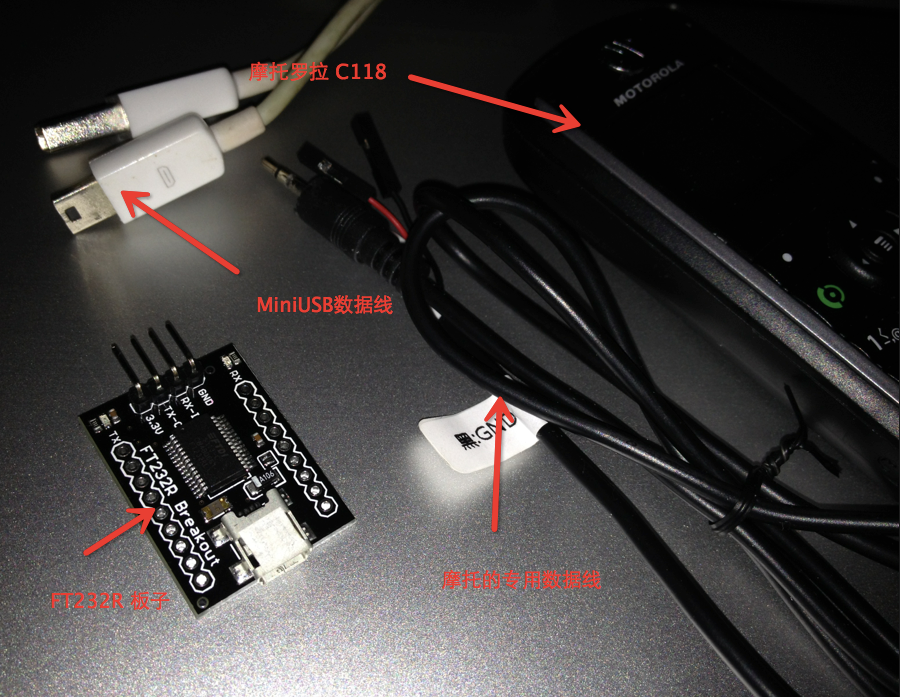 摩托罗拉 C118
MOTOROLA
MiniUSB数据线
RX
GND
RX-I
TX-C
3.3V
TX
FT232R Breakout
A106
黑:GND
1
摩托的专用数据线
FT232R 板子